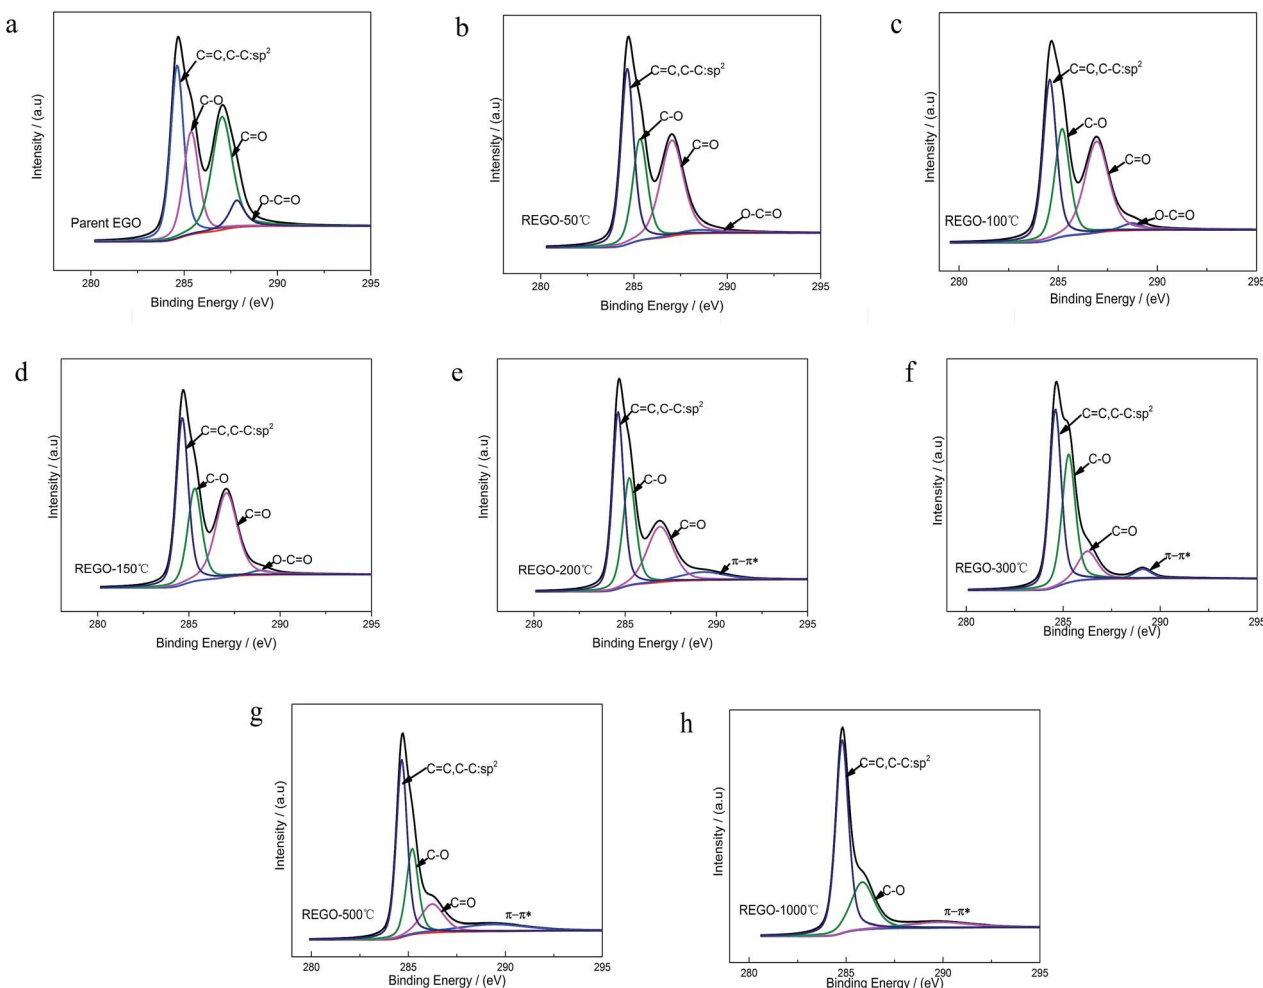 a
C=C,C-C:sp²
C-O
C=O
O-C=O
Parent EGO
Intensity / (a.u)
280 285 290 295
Binding Energy / (eV)
b
C=C,C-C:sp²
C-O
C=O
O-C=O
REGO-50℃
Intensity / (a.u)
280 285 290 295
Binding Energy / (eV)
c
C=C,C-C:sp²
C-O
C=O
O-C=O
REGO-100℃
Intensity / (a.u)
280 285 290 295
Binding Energy / (eV)
d
C=C,C-C:sp²
C-O
C=O
O-C=O
REGO-150℃
Intensity / (a.u)
280 285 290 295
Binding Energy / (eV)
e
C=C,C-C:sp²
C-O
C=O
π–π*
REGO-200℃
Intensity / (a.u)
280 285 290 295
Binding Energy / (eV)
f
C=C,C-C:sp²
C-O
C=O
π–π*
REGO-300℃
Intensity / (a.u)
280 285 290 295
Binding Energy / (eV)
g
C=C,C-C:sp²
C-O
C=O
π–π*
REGO-500℃
Intensity / (a.u)
280 285 290 295
Binding Energy / (eV)
h
C=C,C-C:sp²
C-O
π–π*
REGO-1000℃
Intensity / (a.u)
280 285 290 295
Binding Energy / (eV)